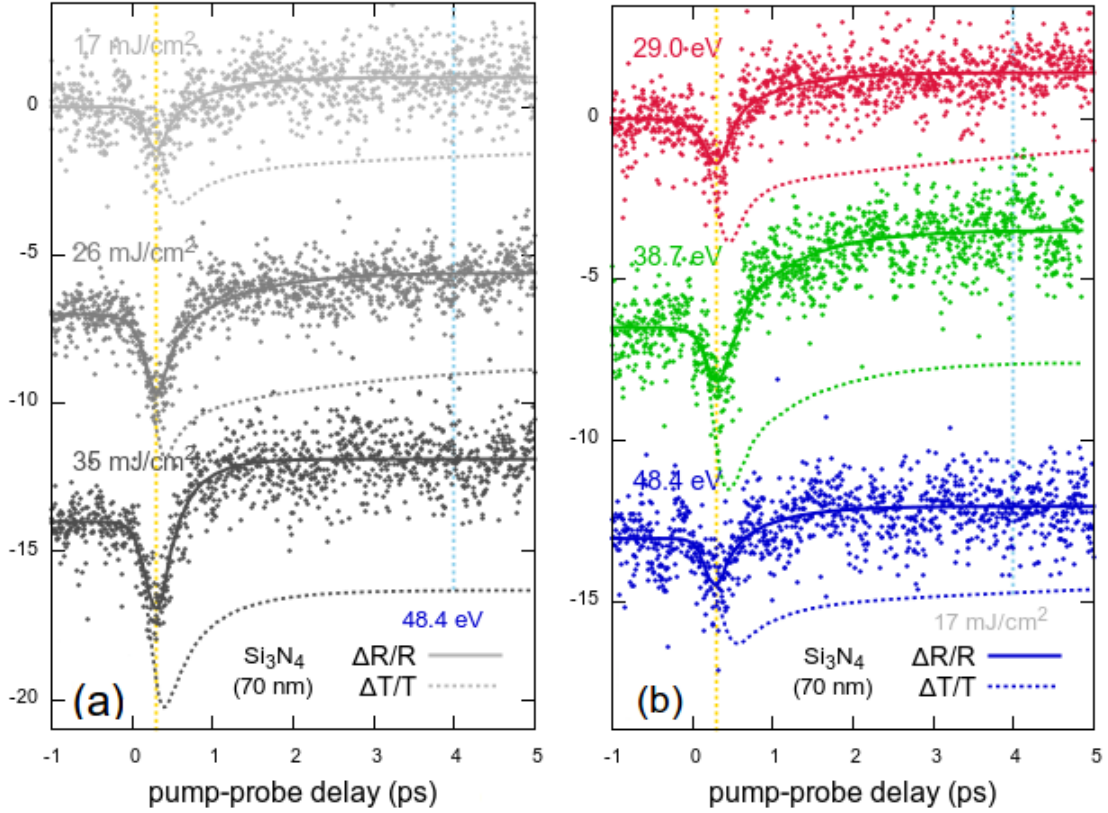 17 mJ/cm²
26 mJ/cm²
35 mJ/cm²
48.4 eV
Si₃N₄
(70 nm)
ΔR/R
ΔT/T
(a)
0
-5
-10
-15
-20
-1 0 1 2 3 4 5
pump-probe delay (ps)
29.0 eV
38.7 eV
48.4 eV
17 mJ/cm²
Si₃N₄
(70 nm)
ΔR/R
ΔT/T
(b)
0
-5
-10
-15
-1 0 1 2 3 4 5
pump-probe delay (ps)